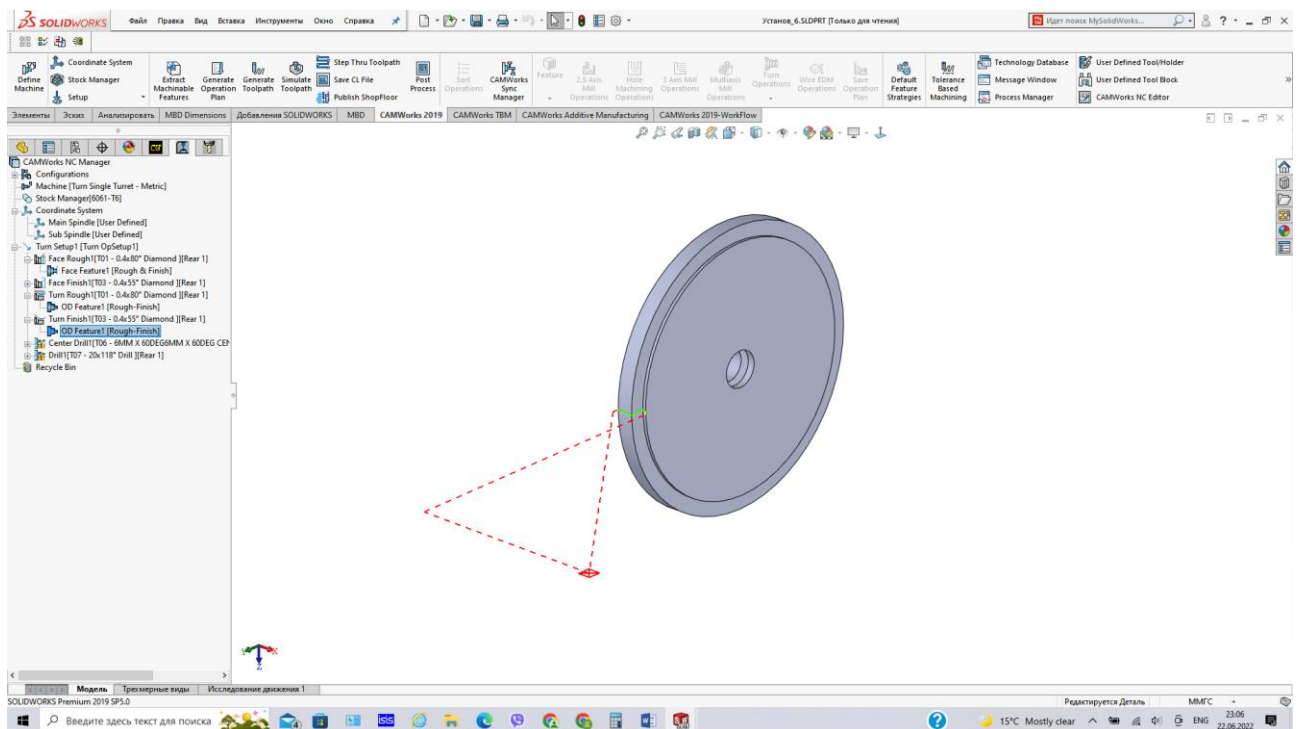 SOLIDWORKS Файл Правка Вид Вставка Инструменты Окно Справка Установ_6.SLDPRT [Только для чтения] Идет поиск MySolidWorks... ?
Define Machine
Coordinate System
Stock Manager
Setup
Extract Machinable Features
Generate Operation Plan
Generate Toolpath
Simulate Toolpath
Step Thru Toolpath
Save CL File
Publish ShopFloor
Post Process
Sort Operations
CAMWorks Sync Manager
Feature
2.5 Axis Mill Operations
Hole Machining Operations
3 Axis Mill Operations
Multiaxis Mill Operations
Turn Operations
Wire EDM Operations
Save Operation Plan
Default Feature Strategies
Tolerance Based Machining
Technology Database
Message Window
Process Manager
User Defined Tool/Holder
User Defined Tool Block
CAMWorks NC Editor
Элементы Эскиз Анализировать MBD Dimensions Добавления SOLIDWORKS MBD CAMWorks 2019 CAMWorks TBM CAMWorks Additive Manufacturing CAMWorks 2019-WorkFlow
CAMWorks NC Manager
Configurations
Machine [Turn Single Turret - Metric]
Stock Manager[6061-T6]
Coordinate System
Main Spindle [User Defined]
Sub Spindle [User Defined]
Turn Setup1 [Turn OpSetup1]
Face Rough1[T01 - 0.4x80° Diamond ][Rear 1]
Face Feature1 [Rough & Finish]
Face Finish1[T03 - 0.4x55° Diamond ][Rear 1]
Turn Rough1[T01 - 0.4x80° Diamond ][Rear 1]
OD Feature1 [Rough-Finish]
Turn Finish1[T03 - 0.4x55° Diamond ][Rear 1]
OD Feature1 [Rough-Finish]
Center Drill1[T06 - 6MM X 60DEG6MM X 60DEG CEN
Drill1[T07 - 20x118° Drill ][Rear 1]
Recycle Bin
Z
Модель Трехмерные виды Исследование движения 1
SOLIDWORKS Premium 2019 SP5.0 Редактируется Деталь ММГС
Введите здесь текст для поиска 15°C Mostly clear ENG 23:06
22.06.2022